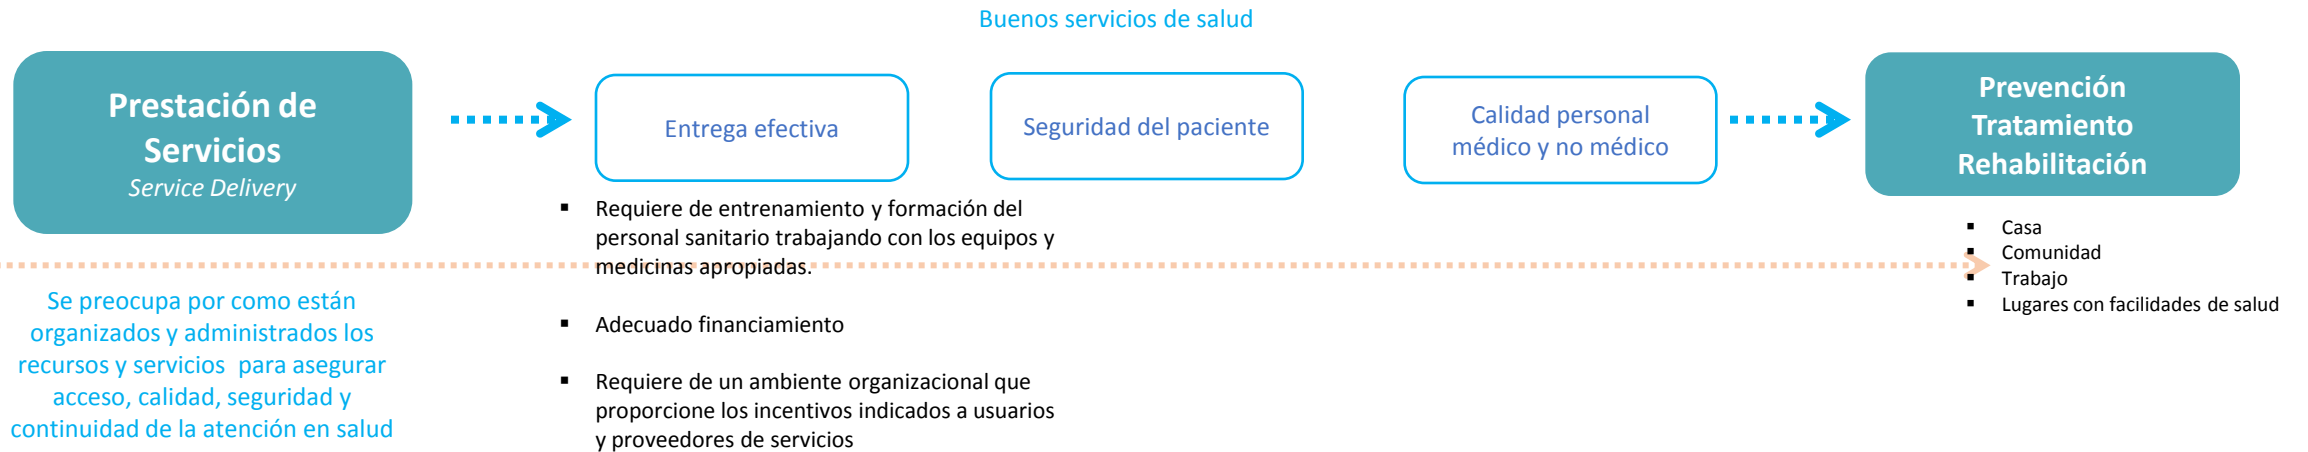 Buenos servicios de salud
Prestación de
Servicios
Service Delivery
Se preocupa por como están
organizados y administrados los
recursos y servicios para asegurar
acceso, calidad, seguridad y
continuidad de la atención en salud
Entrega efectiva
Seguridad del paciente
Calidad personal
médico y no médico
▪ Requiere de entrenamiento y formación del
personal sanitario trabajando con los equipos y
medicinas apropiadas.
▪ Adecuado financiamiento
▪ Requiere de un ambiente organizacional que
proporcione los incentivos indicados a usuarios
y proveedores de servicios
Prevención
Tratamiento
Rehabilitación
▪ Casa
▪ Comunidad
▪ Trabajo
▪ Lugares con facilidades de salud